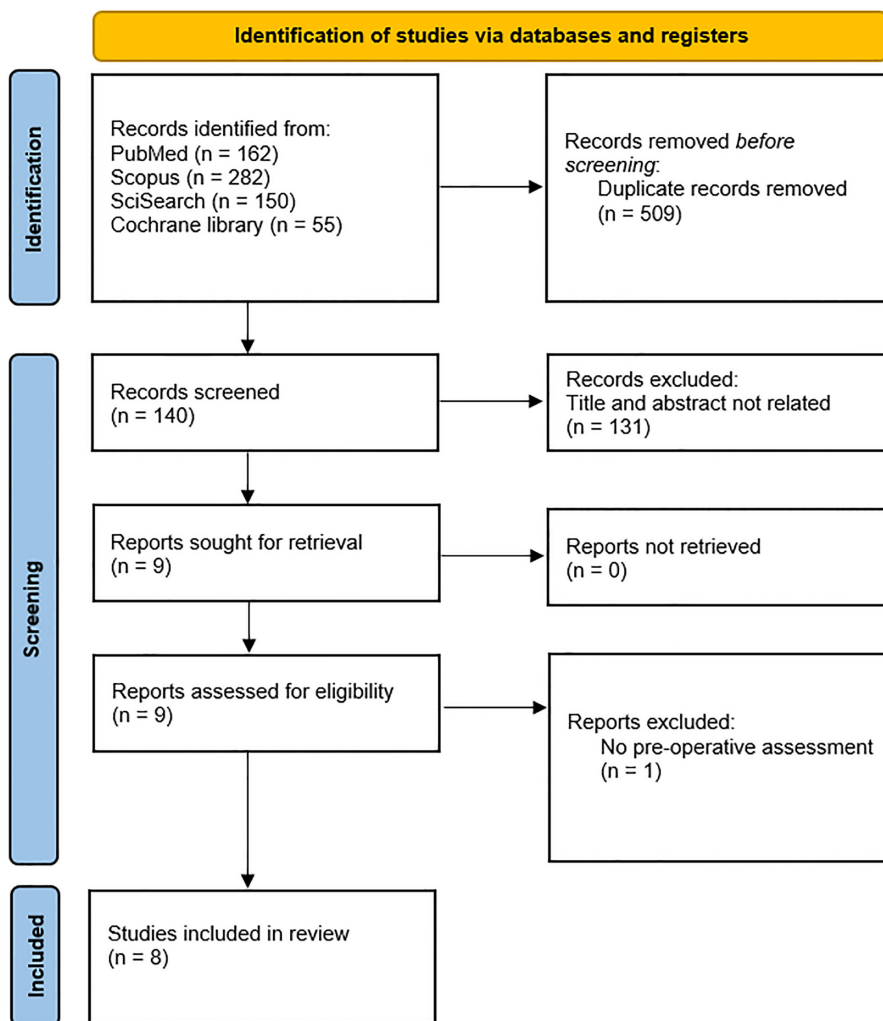 Identification of studies via databases and registers
Identification
Records identified from:
PubMed (n = 162)
Scopus (n = 282)
SciSearch (n = 150)
Cochrane library (n = 55)
Records removed before
screening:
Duplicate records removed
(n = 509)
Screening
Records screened
(n = 140)
Records excluded:
Title and abstract not related
(n = 131)
Reports sought for retrieval
(n = 9)
Reports not retrieved
(n = 0)
Reports assessed for eligibility
(n = 9)
Reports excluded:
No pre-operative assessment
(n = 1)
Included
Studies included in review
(n = 8)